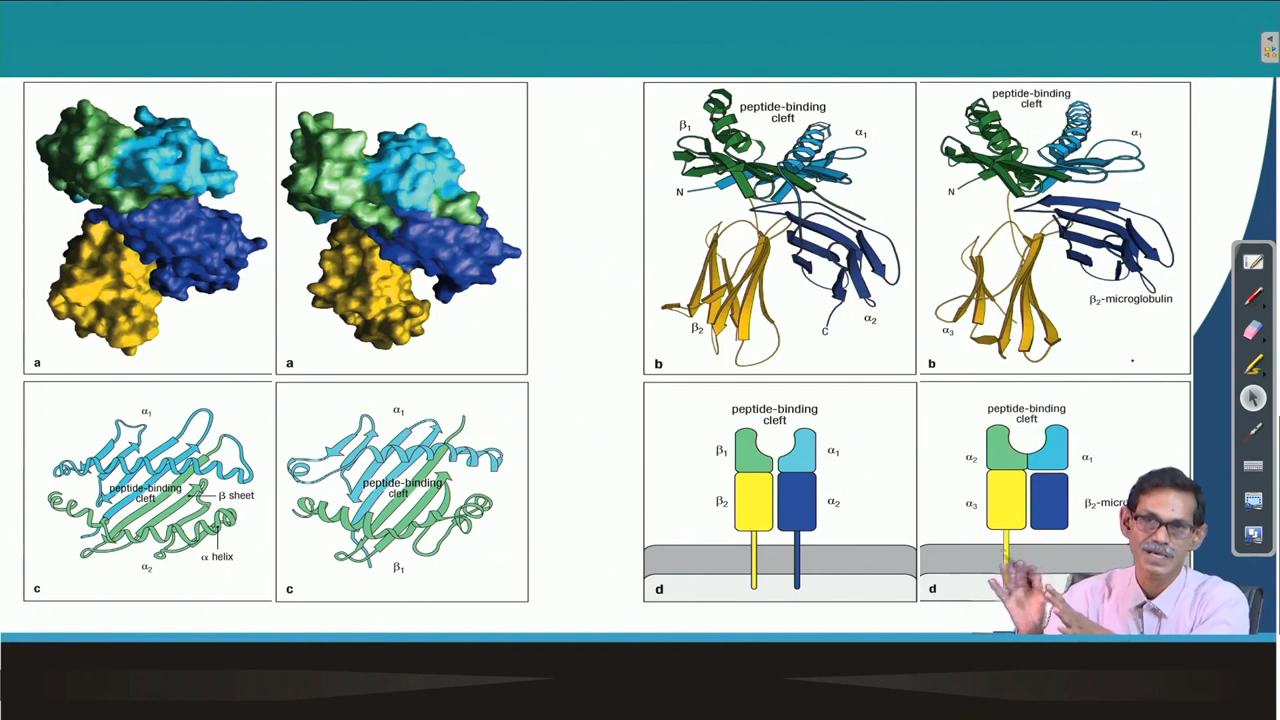 a
a
α1
peptide-binding
cleft
β sheet
α helix
α2
c
α1
peptide-binding
cleft
β1
c
peptide-binding
cleft
β1
α1
N
β2
α2
C
b
peptide-binding
cleft
α1
N
β2-microglobulin
α3
b
peptide-binding
cleft
β1
α1
β2
α2
d
peptide-binding
cleft
α2
α1
α3
β2-micro
d